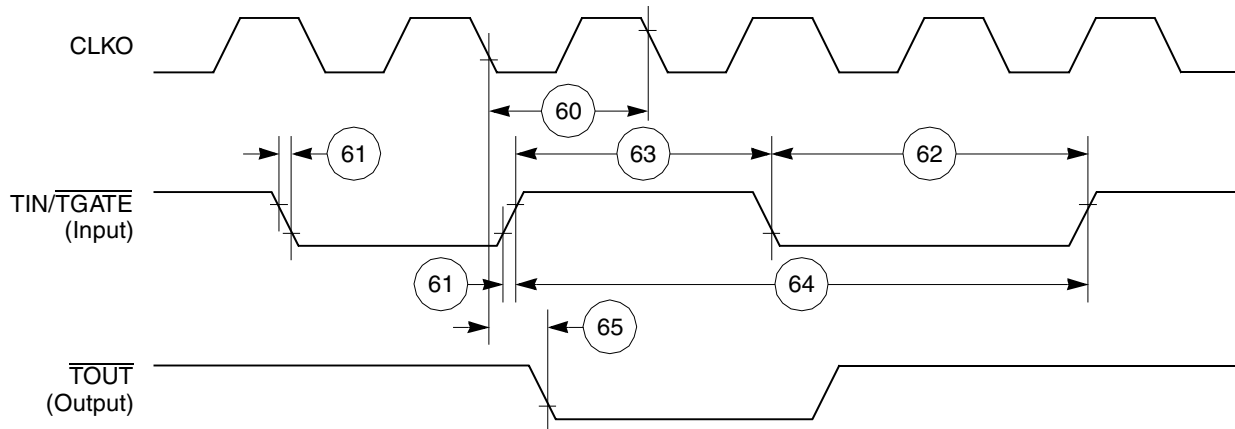 CLKO
60
61
63
62
TIN/TGATE
(Input)
61
64
65
TOUT
(Output)